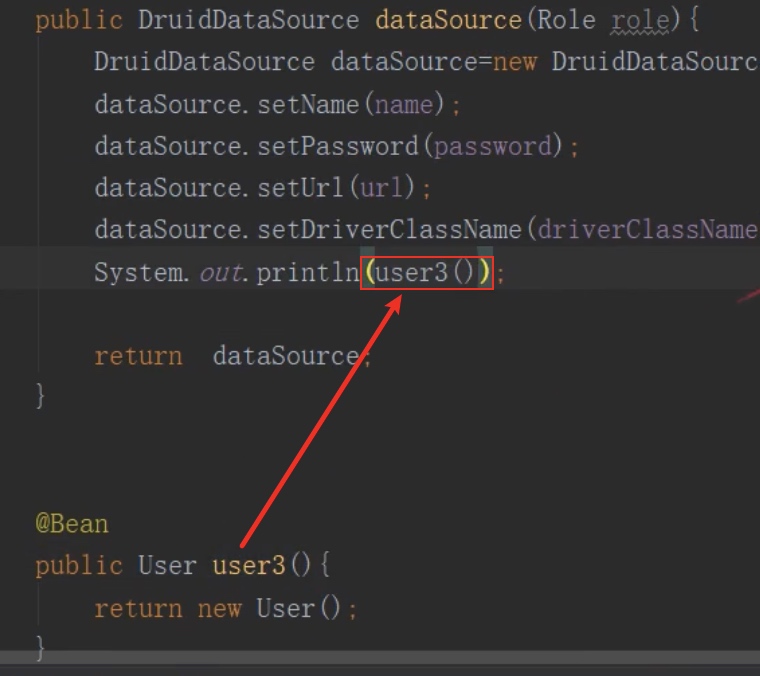 public DruidDataSource dataSource(Role role){
DruidDataSource dataSource=new DruidDataSourc
dataSource.setName(name);
dataSource.setPassword(password);
dataSource.setUrl(url);
dataSource.setDriverClassName(driverClassName
System.out.println(user3());
return dataSource;
}
@Bean
public User user3(){
return new User();
}